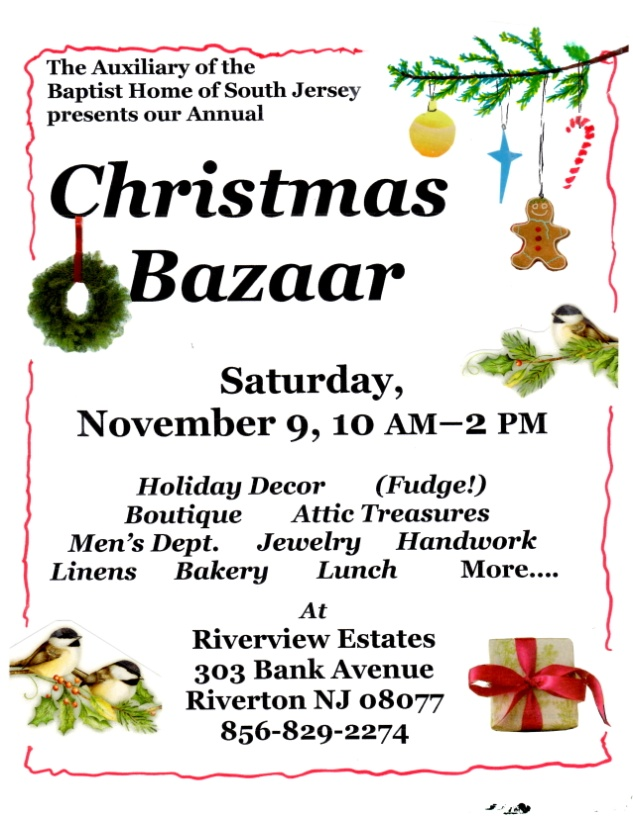 The Auxiliary of the
Baptist Home of South Jersey
presents our Annual
Christmas
Bazaar
Saturday,
November 9, 10 AM–2 PM
Holiday Decor (Fudge!)
Boutique Attic Treasures
Men's Dept. Jewelry Handwork
Linens Bakery Lunch More....
At
Riverview Estates
303 Bank Avenue
Riverton NJ 08077
856-829-2274